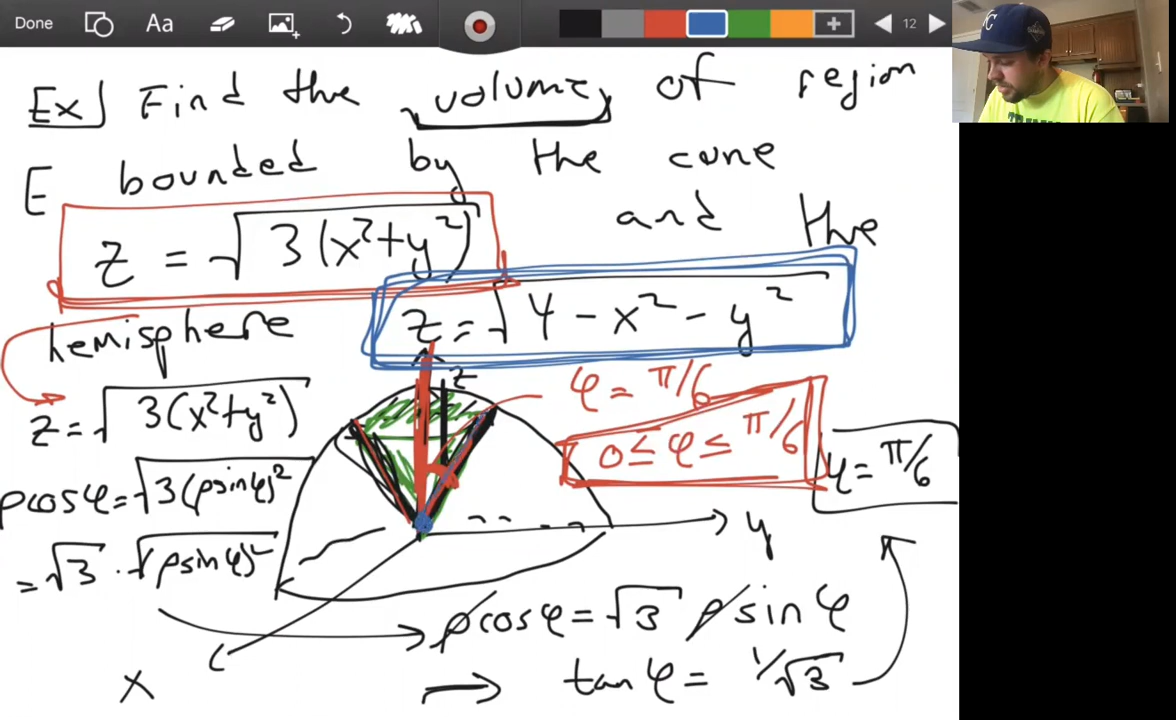 Done Aa 12
Ex] Find the volume of region
E bounded by the cone
z = √3(x²+y²) and the
hemisphere z = √4 - x² - y²
z = √3(x²+y²)
ρcosφ = √3(ρsinφ)²
= √3 · √(ρsinφ)²
z
φ = π/6
0 ≤ φ ≤ π/6
φ = π/6
y
ρcosφ = √3 ρsinφ
x
→ tanφ = 1/√3